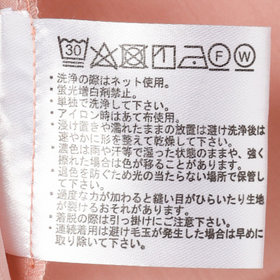 30 F W
・洗浄の際はネット使用。
・蛍光増白剤禁止。
・単独で洗浄して下さい。
・アイロン時はあて布使用。
・浸け置きや濡れたままの放置は避け洗浄後は
速やかに形を整えて乾燥して下さい。
・濃色は雨や汗等で湿った状態のままや、強く
擦れた場合は色が移ることがあります。
・退色を防ぐため光の当たらない場所で保管し
て下さい。
・過度な力が加わると縫い目がひらいたり生地
が裂けるおそれがあります。
・着脱の際は引っ掛けにご注意下さい。
・連続着用は避け毛玉が発生した場合は早めに
取り除いて下さい。